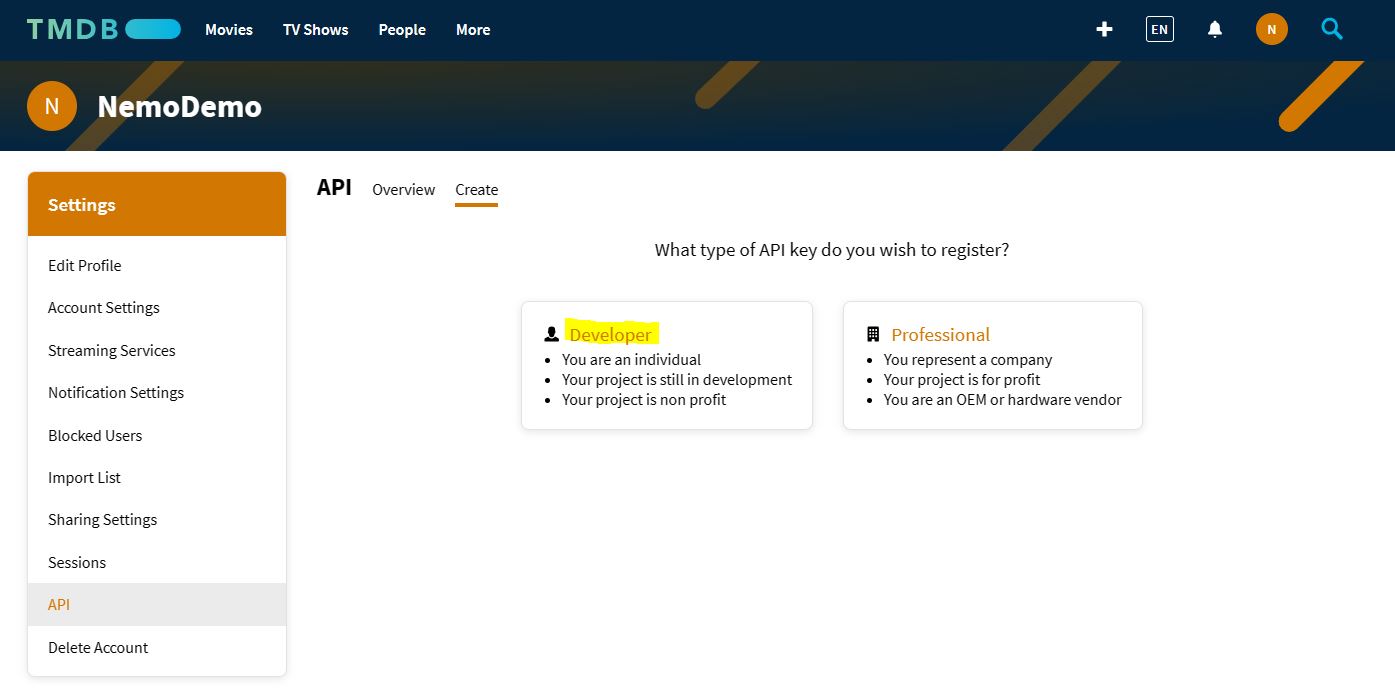 TMDB Movies TV Shows People More EN N
N NemoDemo
Settings
Edit Profile
Account Settings
Streaming Services
Notification Settings
Blocked Users
Import List
Sharing Settings
Sessions
API
Delete Account
API Overview Create
What type of API key do you wish to register?
Developer
You are an individual
Your project is still in development
Your project is non profit
Professional
You represent a company
Your project is for profit
You are an OEM or hardware vendor